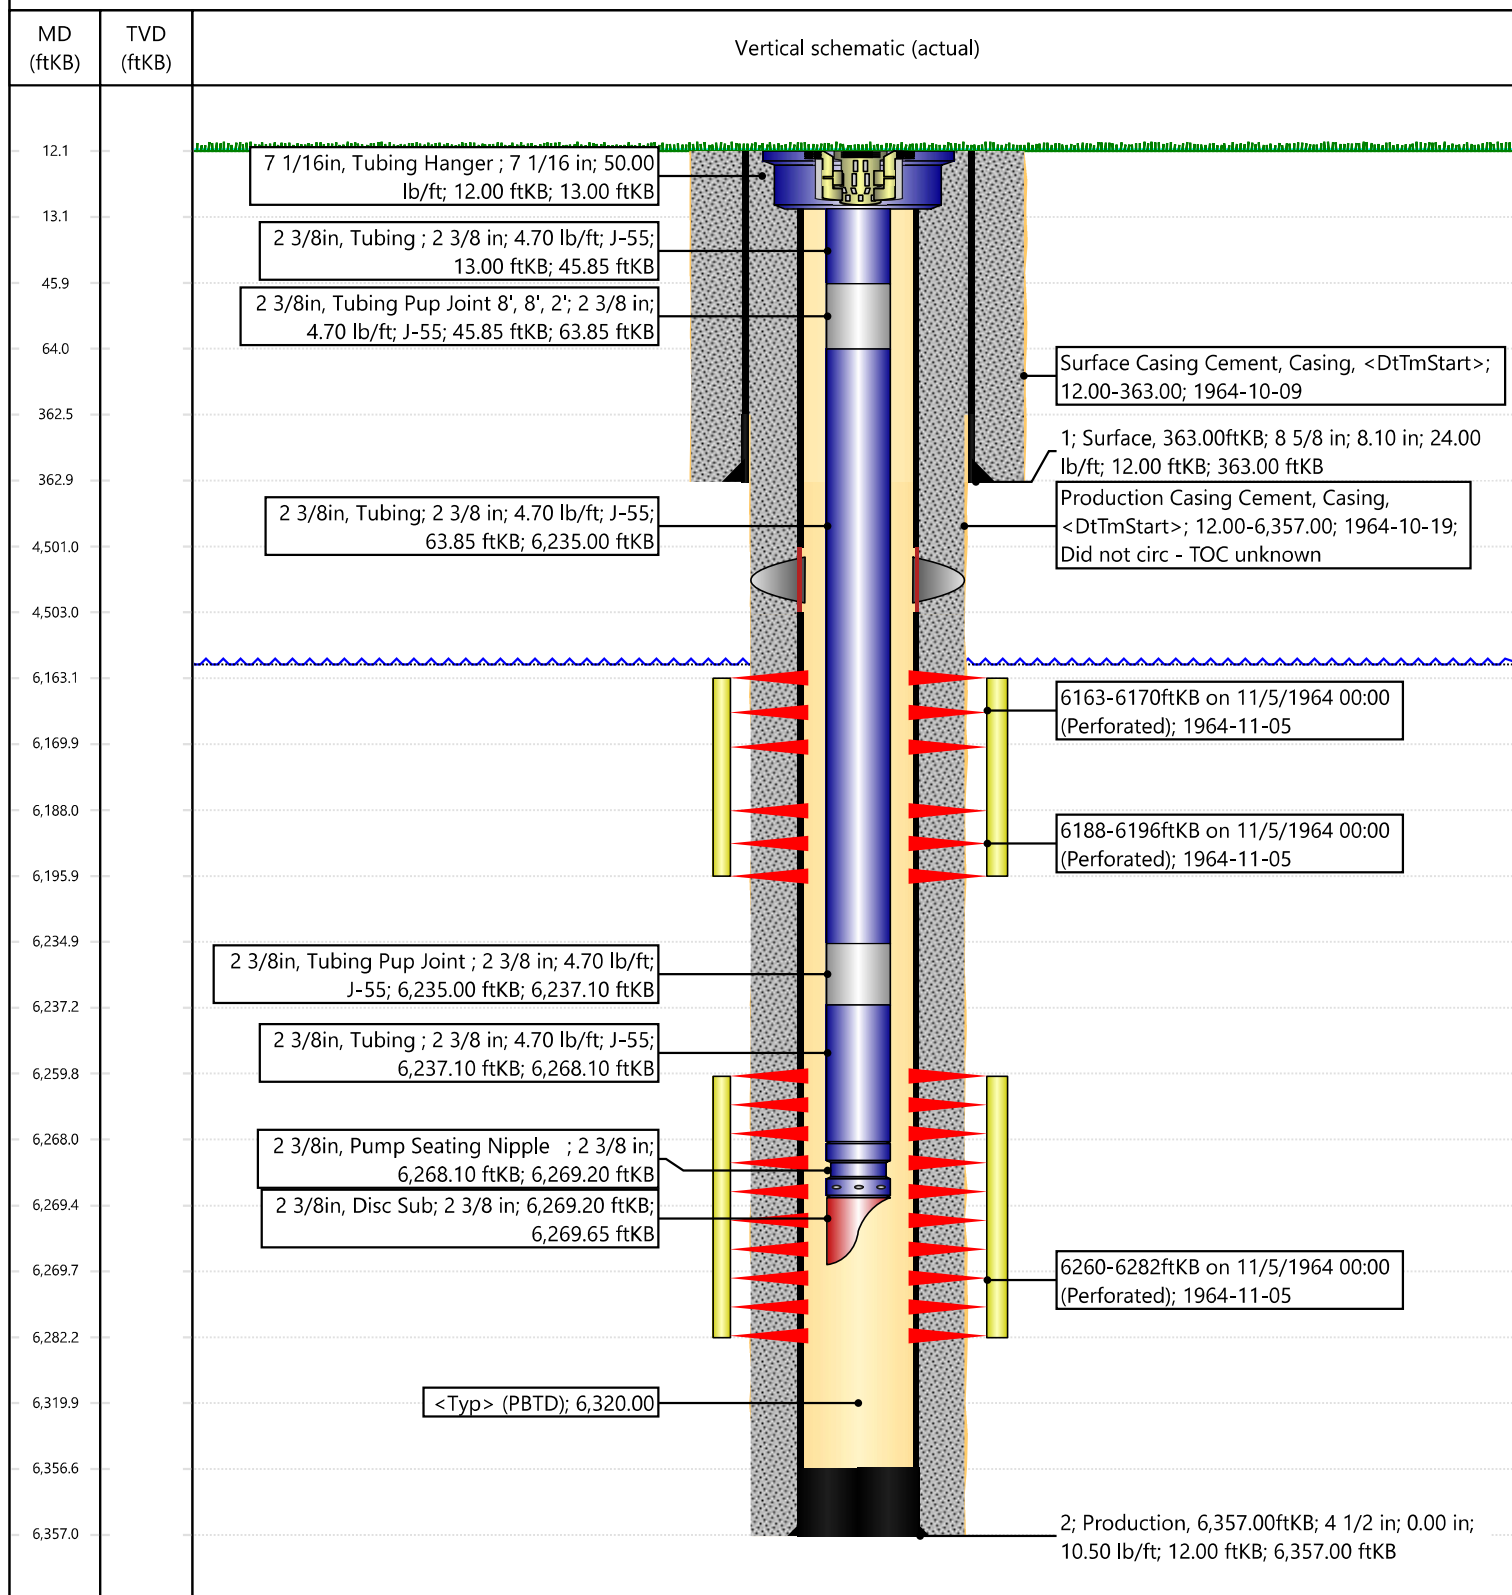 MD
(ftKB)
TVD
(ftKB)
Vertical schematic (actual)
12.1
13.1
45.9
64.0
362.5
362.9
4,501.0
4,503.0
6,163.1
6,169.9
6,188.0
6,195.9
6,234.9
6,237.2
6,259.8
6,268.0
6,269.4
6,269.7
6,282.2
6,319.9
6,356.6
6,357.0
7 1/16in, Tubing Hanger ; 7 1/16 in; 50.00
lb/ft; 12.00 ftKB; 13.00 ftKB
2 3/8in, Tubing ; 2 3/8 in; 4.70 lb/ft; J-55;
13.00 ftKB; 45.85 ftKB
2 3/8in, Tubing Pup Joint 8', 8', 2'; 2 3/8 in;
4.70 lb/ft; J-55; 45.85 ftKB; 63.85 ftKB
Surface Casing Cement, Casing, <DtTmStart>;
12.00-363.00; 1964-10-09
1; Surface, 363.00ftKB; 8 5/8 in; 8.10 in; 24.00
lb/ft; 12.00 ftKB; 363.00 ftKB
2 3/8in, Tubing; 2 3/8 in; 4.70 lb/ft; J-55;
63.85 ftKB; 6,235.00 ftKB
Production Casing Cement, Casing,
<DtTmStart>; 12.00-6,357.00; 1964-10-19;
Did not circ - TOC unknown
6163-6170ftKB on 11/5/1964 00:00
(Perforated); 1964-11-05
6188-6196ftKB on 11/5/1964 00:00
(Perforated); 1964-11-05
2 3/8in, Tubing Pup Joint ; 2 3/8 in; 4.70 lb/ft;
J-55; 6,235.00 ftKB; 6,237.10 ftKB
2 3/8in, Tubing ; 2 3/8 in; 4.70 lb/ft; J-55;
6,237.10 ftKB; 6,268.10 ftKB
2 3/8in, Pump Seating Nipple ; 2 3/8 in;
6,268.10 ftKB; 6,269.20 ftKB
2 3/8in, Disc Sub; 2 3/8 in; 6,269.20 ftKB;
6,269.65 ftKB
6260-6282ftKB on 11/5/1964 00:00
(Perforated); 1964-11-05
<Typ> (PBTD); 6,320.00
2; Production, 6,357.00ftKB; 4 1/2 in; 0.00 in;
10.50 lb/ft; 12.00 ftKB; 6,357.00 ftKB